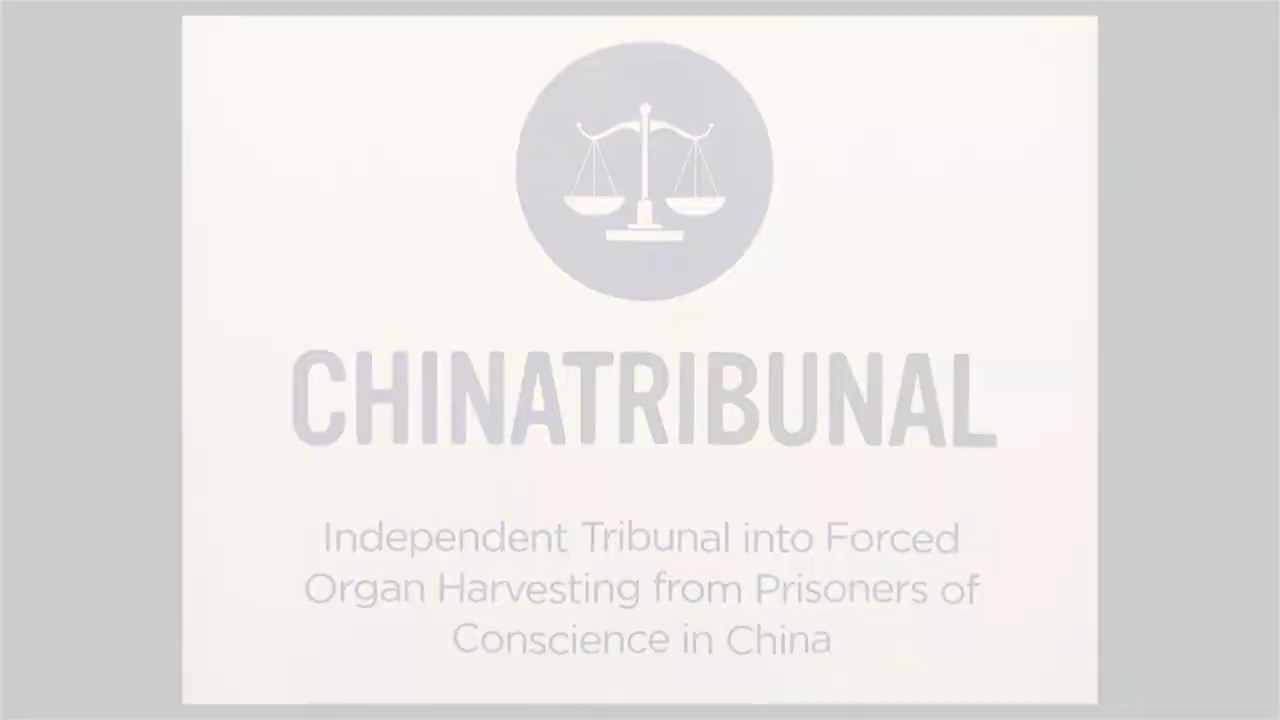 CHINATRIBUNAL
Independent Tribunal into Forced
Organ Harvesting from Prisoners of
Conscience in China